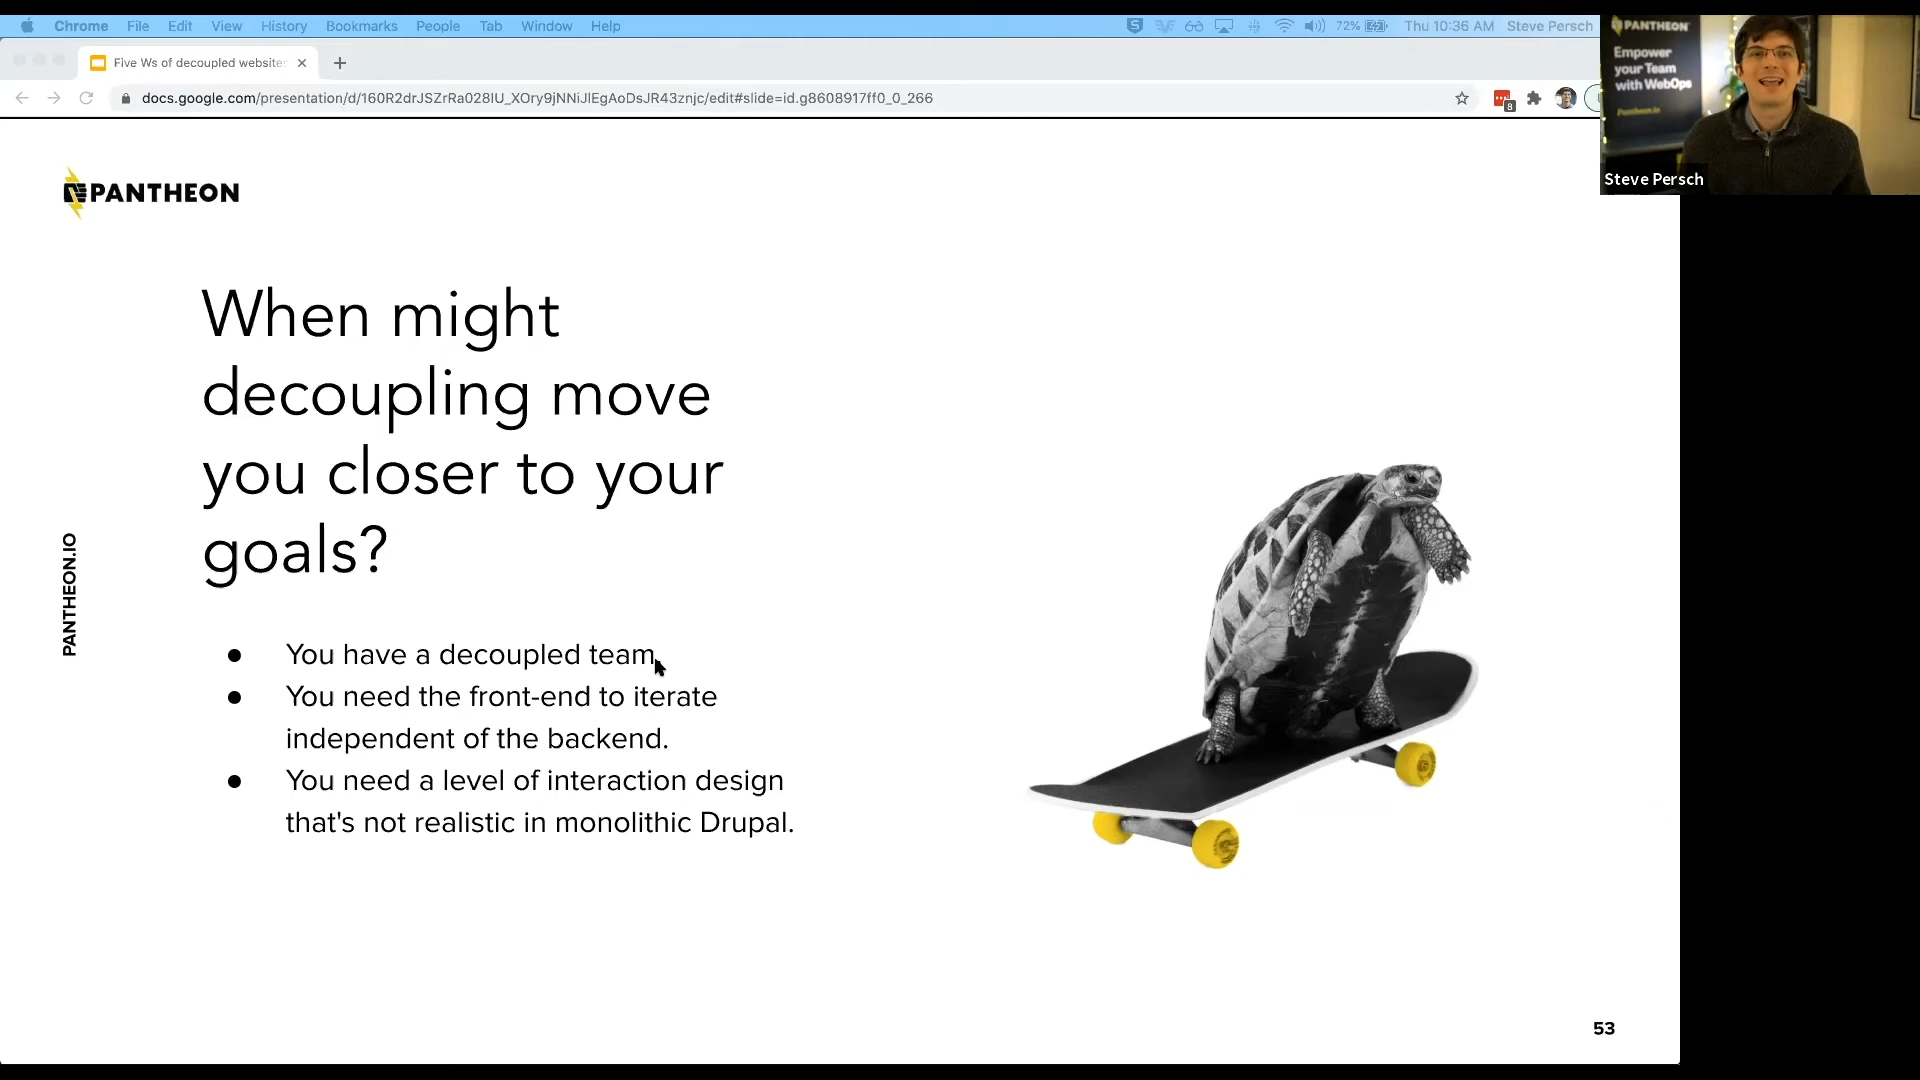 Chrome File Edit View History Bookmarks People Tab Window Help 72% Thu 10:36 AM Steve Persch
Five Ws of decoupled website
docs.google.com/presentation/d/160R2drJSZrRa028IU_XOry9jNNiJlEgAoDsJR43znjc/edit#slide=id.g8608917ff0_0_266
8
PANTHEON
Empower
your Team
with WebOps
Pantheon.io
Steve Persch
PANTHEON
When might
decoupling move
you closer to your
goals?
PANTHEON.IO
● You have a decoupled team.
● You need the front-end to iterate
independent of the backend.
● You need a level of interaction design
that's not realistic in monolithic Drupal.
53